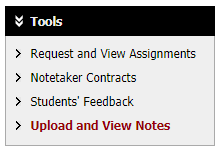 Tools
Request and View Assignments
Notetaker Contracts
Students' Feedback
Upload and View Notes